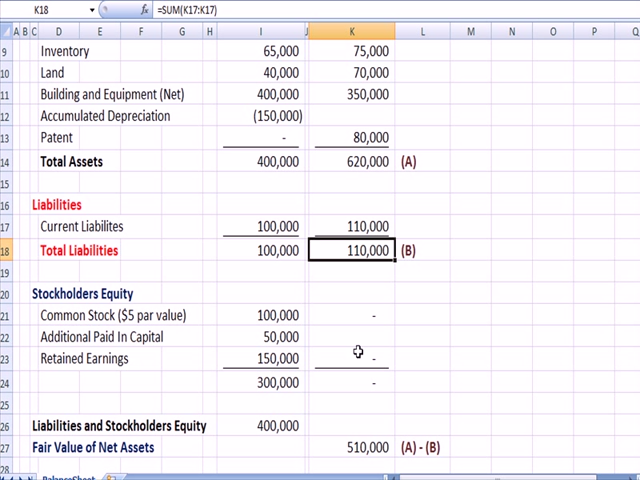 K18 fx =SUM(K17:K17)
A B C D E F G H I J K L M N O P Q
9 Inventory 65,000 75,000
10 Land 40,000 70,000
11 Building and Equipment (Net) 400,000 350,000
12 Accumulated Depreciation (150,000)
13 Patent - 80,000
14 Total Assets 400,000 620,000 (A)
15
16 Liabilities
17 Current Liabilites 100,000 110,000
18 Total Liabilities 100,000 110,000 (B)
19
20 Stockholders Equity
21 Common Stock ($5 par value) 100,000 -
22 Additional Paid In Capital 50,000
23 Retained Earnings 150,000 -
24 300,000 -
25
26 Liabilities and Stockholders Equity 400,000
27 Fair Value of Net Assets 510,000 (A) - (B)
28
BalanceSheet